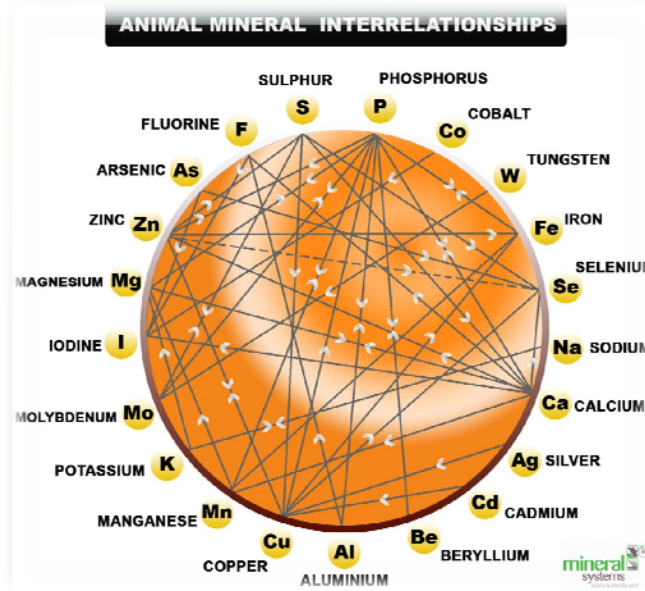 ANIMAL MINERAL INTERRELATIONSHIPS
SULPHUR
PHOSPHORUS
S
P
FLUORINE
F
Co
COBALT
ARSENIC
As
W
TUNGSTEN
ZINC
Zn
Fe
IRON
MAGNESIUM
Mg
Se
SELENIUM
IODINE
I
Na
SODIUM
MOLYBDENUM
Mo
Ca
CALCIUM
POTASSIUM
K
Ag
SILVER
MANGANESE
Mn
Cd
CADMIUM
COPPER
Cu
Al
Be
BERYLLIUM
ALUMINIUM
mineral
systems